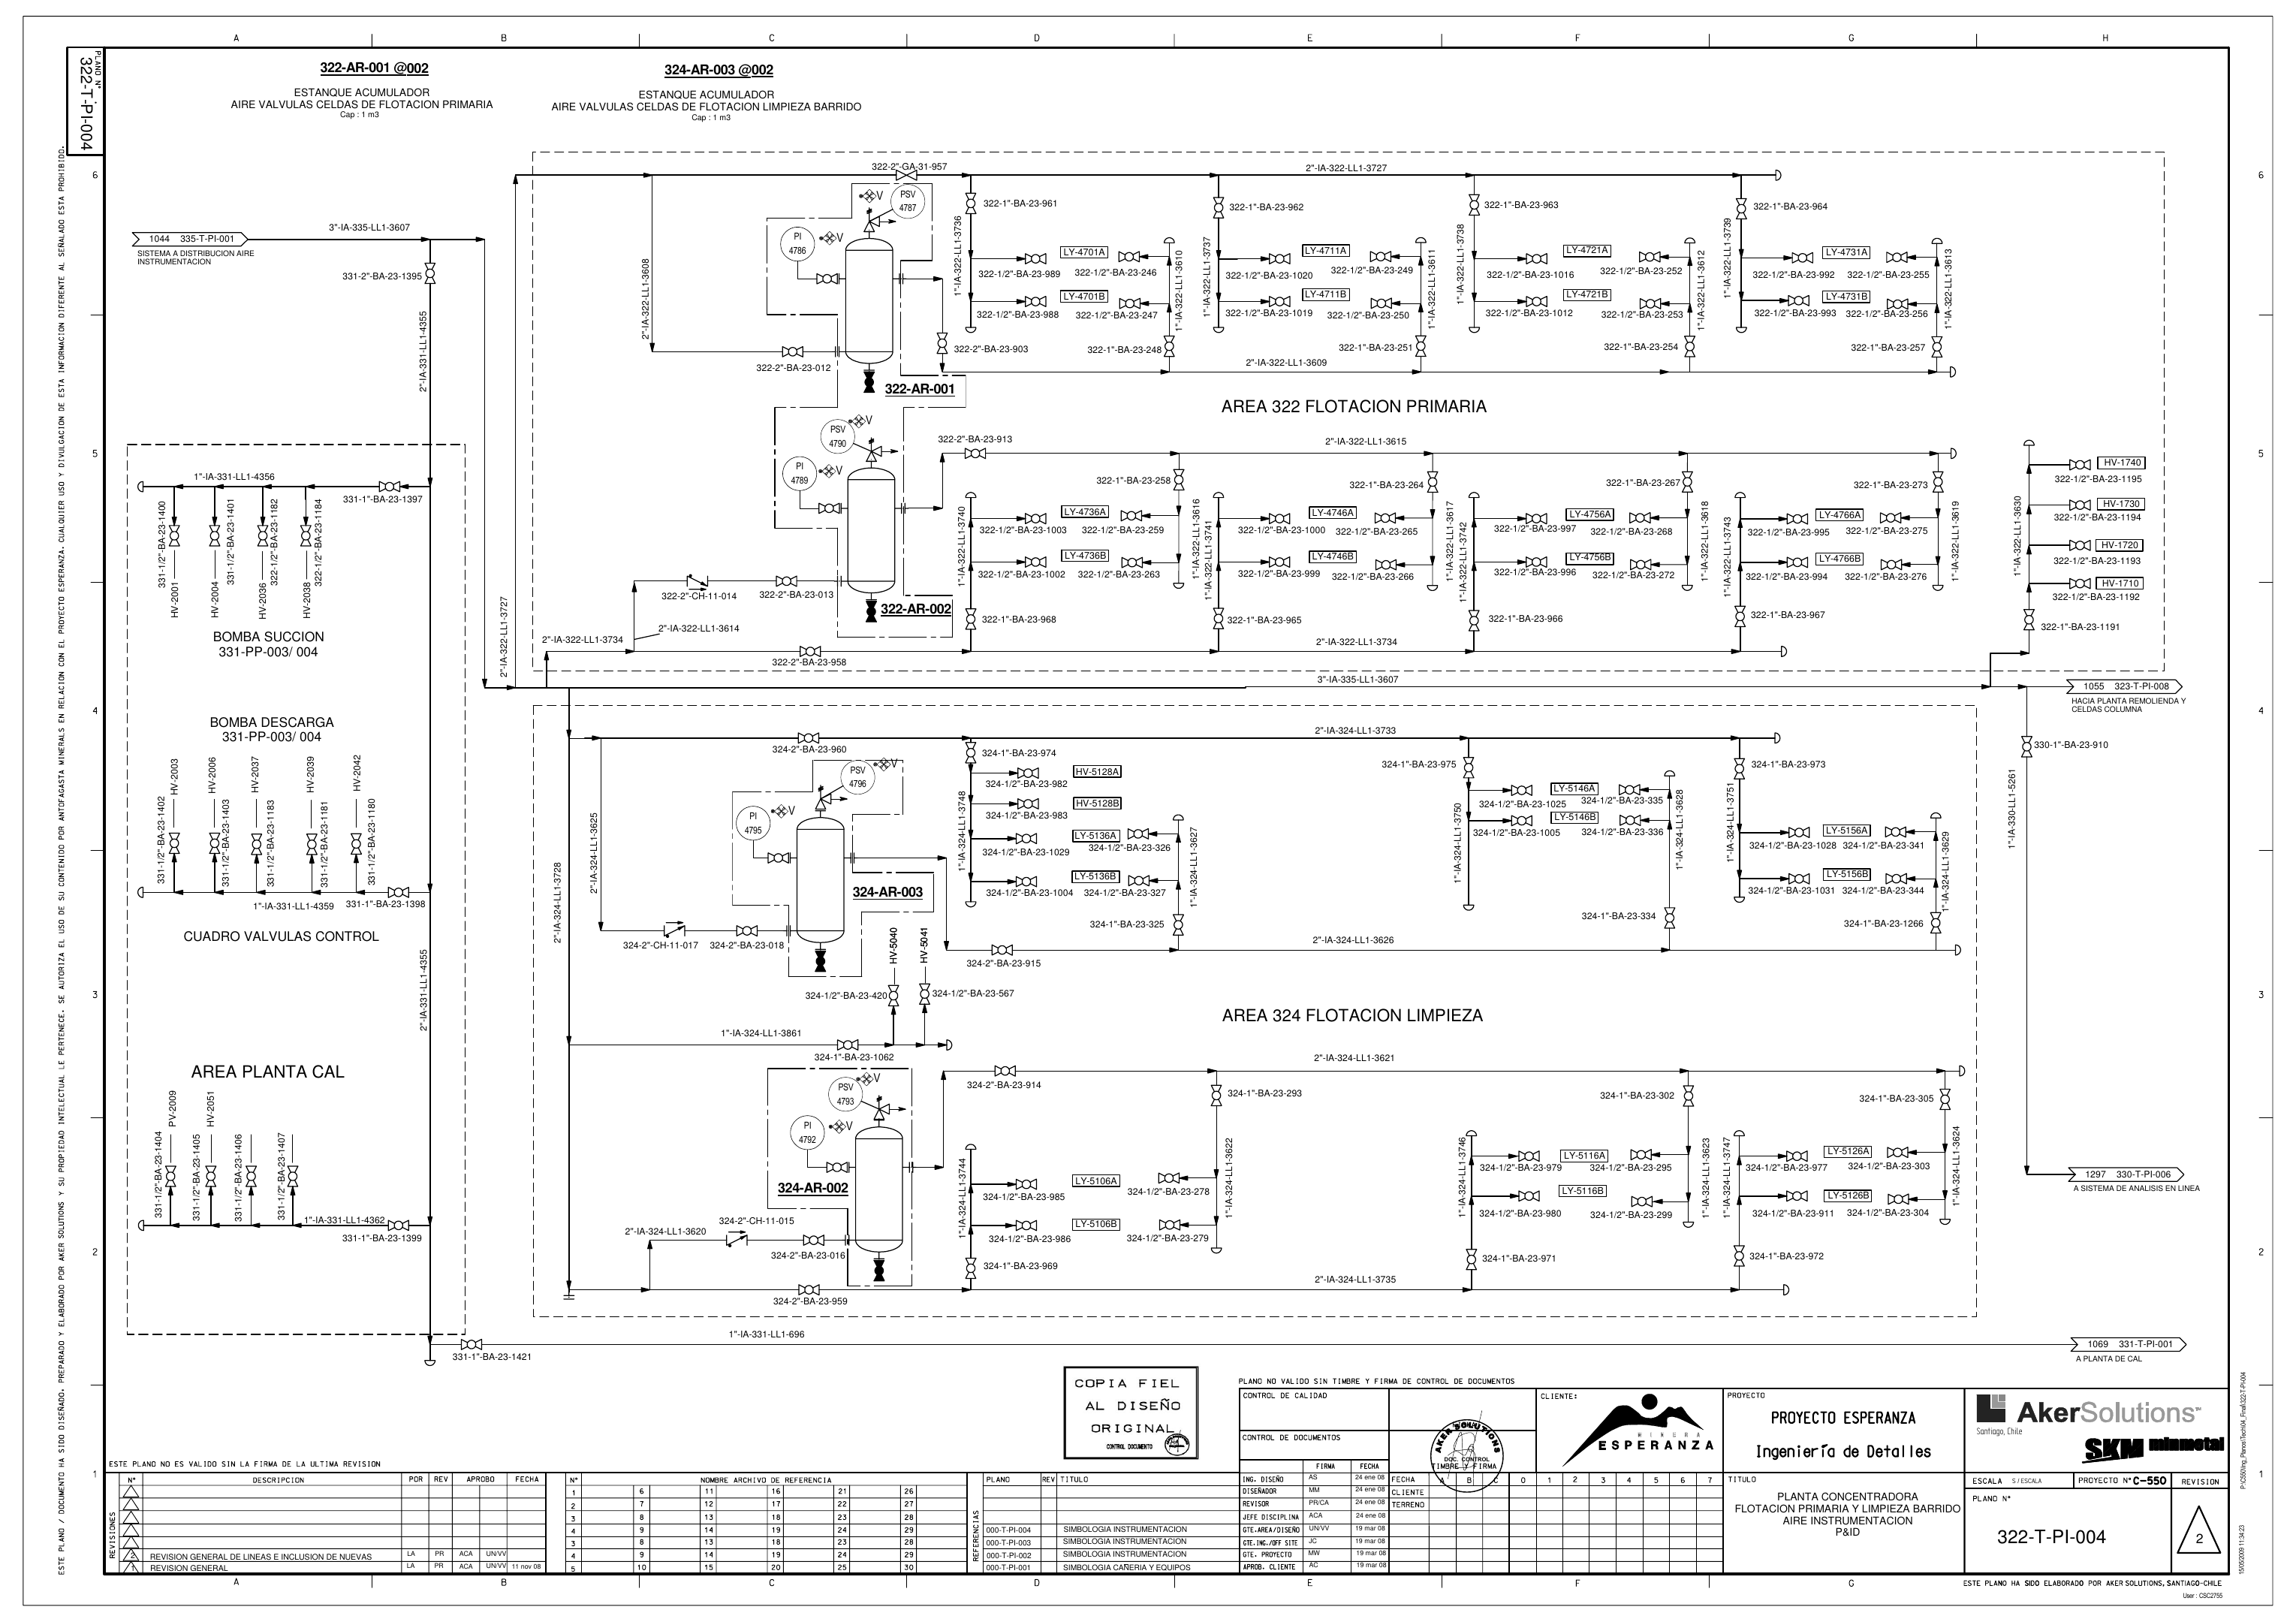 PLANO N°
322-T-PI-004
322-AR-001 @002
ESTANQUE ACUMULADOR
AIRE VALVULAS CELDAS DE FLOTACION PRIMARIA
Cap : 1 m3
324-AR-003 @002
ESTANQUE ACUMULADOR
AIRE VALVULAS CELDAS DE FLOTACION LIMPIEZA BARRIDO
Cap : 1 m3
1044 335-T-PI-001
SISTEMA A DISTRIBUCION AIRE
INSTRUMENTACION
3"-IA-335-LL1-3607
331-2"-BA-23-1395
2"-IA-331-LL1-4355
1"-IA-331-LL1-4356
331-1"-BA-23-1397
331-1/2"-BA-23-1400
331-1/2"-BA-23-1401
322-1/2"-BA-23-1182
322-1/2"-BA-23-1184
HV-2001
HV-2004
HV-2036
HV-2038
BOMBA SUCCION
331-PP-003/ 004
BOMBA DESCARGA
331-PP-003/ 004
HV-2003
HV-2006
HV-2037
HV-2039
HV-2042
331-1/2"-BA-23-1402
331-1/2"-BA-23-1403
331-1/2"-BA-23-1183
331-1/2"-BA-23-1181
331-1/2"-BA-23-1180
1"-IA-331-LL1-4359
331-1"-BA-23-1398
CUADRO VALVULAS CONTROL
2"-IA-331-LL1-4355
AREA PLANTA CAL
PV-2009
HV-2051
331-1/2"-BA-23-1404
331-1/2"-BA-23-1405
331-1/2"-BA-23-1406
331-1/2"-BA-23-1407
1"-IA-331-LL1-4362
331-1"-BA-23-1399
331-1"-BA-23-1421
1"-IA-331-LL1-696
1069 331-T-PI-001
A PLANTA DE CAL
322-2"-GA-31-957
2"-IA-322-LL1-3727
2"-IA-322-LL1-3608
PSV
4787
PI
4786
V
V
322-2"-BA-23-012
322-AR-001
322-2"-BA-23-903
322-1"-BA-23-961
322-1"-BA-23-962
322-1"-BA-23-963
322-1"-BA-23-964
1"-IA-322-LL1-3736
1"-IA-322-LL1-3610
1"-IA-322-LL1-3737
1"-IA-322-LL1-3611
1"-IA-322-LL1-3738
1"-IA-322-LL1-3612
1"-IA-322-LL1-3739
1"-IA-322-LL1-3613
LY-4701A
LY-4711A
LY-4721A
LY-4731A
322-1/2"-BA-23-989
322-1/2"-BA-23-246
322-1/2"-BA-23-1020
322-1/2"-BA-23-249
322-1/2"-BA-23-1016
322-1/2"-BA-23-252
322-1/2"-BA-23-992
322-1/2"-BA-23-255
LY-4701B
LY-4711B
LY-4721B
LY-4731B
322-1/2"-BA-23-988
322-1/2"-BA-23-247
322-1/2"-BA-23-1019
322-1/2"-BA-23-250
322-1/2"-BA-23-1012
322-1/2"-BA-23-253
322-1/2"-BA-23-993
322-1/2"-BA-23-256
322-1"-BA-23-248
322-1"-BA-23-251
322-1"-BA-23-254
322-1"-BA-23-257
2"-IA-322-LL1-3609
AREA 322 FLOTACION PRIMARIA
PSV
4790
PI
4789
V
V
322-2"-BA-23-913
2"-IA-322-LL1-3615
322-1"-BA-23-258
322-1"-BA-23-264
322-1"-BA-23-267
322-1"-BA-23-273
1"-IA-322-LL1-3740
1"-IA-322-LL1-3616
1"-IA-322-LL1-3741
1"-IA-322-LL1-3617
1"-IA-322-LL1-3742
1"-IA-322-LL1-3618
1"-IA-322-LL1-3743
1"-IA-322-LL1-3619
LY-4736A
LY-4746A
LY-4756A
LY-4766A
322-1/2"-BA-23-1003
322-1/2"-BA-23-259
322-1/2"-BA-23-1000
322-1/2"-BA-23-265
322-1/2"-BA-23-997
322-1/2"-BA-23-268
322-1/2"-BA-23-995
322-1/2"-BA-23-275
LY-4736B
LY-4746B
LY-4756B
LY-4766B
322-1/2"-BA-23-1002
322-1/2"-BA-23-263
322-1/2"-BA-23-999
322-1/2"-BA-23-266
322-1/2"-BA-23-996
322-1/2"-BA-23-272
322-1/2"-BA-23-994
322-1/2"-BA-23-276
322-2"-CH-11-014
322-2"-BA-23-013
322-AR-002
322-1"-BA-23-968
322-1"-BA-23-965
322-1"-BA-23-966
322-1"-BA-23-967
2"-IA-322-LL1-3614
2"-IA-322-LL1-3734
2"-IA-322-LL1-3734
322-2"-BA-23-958
2"-IA-322-LL1-3727
HV-1740
322-1/2"-BA-23-1195
HV-1730
322-1/2"-BA-23-1194
HV-1720
322-1/2"-BA-23-1193
HV-1710
322-1/2"-BA-23-1192
1"-IA-322-LL1-3630
322-1"-BA-23-1191
3"-IA-335-LL1-3607
1055 323-T-PI-008
HACIA PLANTA REMOLIENDA Y
CELDAS COLUMNA
330-1"-BA-23-910
1"-IA-330-LL1-5261
1297 330-T-PI-006
A SISTEMA DE ANALISIS EN LINEA
2"-IA-324-LL1-3733
324-2"-BA-23-960
2"-IA-324-LL1-3625
2"-IA-324-LL1-3728
PSV
4796
PI
4795
V
V
324-AR-003
324-2"-CH-11-017
324-2"-BA-23-018
324-1"-BA-23-974
324-1"-BA-23-975
324-1"-BA-23-973
HV-5128A
324-1/2"-BA-23-982
HV-5128B
324-1/2"-BA-23-983
LY-5136A
324-1/2"-BA-23-1029
324-1/2"-BA-23-326
LY-5136B
324-1/2"-BA-23-1004
324-1/2"-BA-23-327
1"-IA-324-LL1-3748
1"-IA-324-LL1-3627
324-1"-BA-23-325
LY-5146A
324-1/2"-BA-23-1025
324-1/2"-BA-23-335
LY-5146B
324-1/2"-BA-23-1005
324-1/2"-BA-23-336
1"-IA-324-LL1-3750
1"-IA-324-LL1-3628
324-1"-BA-23-334
LY-5156A
324-1/2"-BA-23-1028
324-1/2"-BA-23-341
LY-5156B
324-1/2"-BA-23-1031
324-1/2"-BA-23-344
1"-IA-324-LL1-3751
1"-IA-324-LL1-3629
324-1"-BA-23-1266
2"-IA-324-LL1-3626
324-2"-BA-23-915
HV-5040
HV-5041
324-1/2"-BA-23-420
324-1/2"-BA-23-567
1"-IA-324-LL1-3861
324-1"-BA-23-1062
AREA 324 FLOTACION LIMPIEZA
2"-IA-324-LL1-3621
324-2"-BA-23-914
PSV
4793
PI
4792
V
V
324-AR-002
324-2"-CH-11-015
324-2"-BA-23-016
2"-IA-324-LL1-3620
324-1"-BA-23-293
324-1"-BA-23-302
324-1"-BA-23-305
1"-IA-324-LL1-3744
1"-IA-324-LL1-3622
1"-IA-324-LL1-3746
1"-IA-324-LL1-3623
1"-IA-324-LL1-3747
1"-IA-324-LL1-3624
LY-5106A
324-1/2"-BA-23-985
324-1/2"-BA-23-278
LY-5106B
324-1/2"-BA-23-986
324-1/2"-BA-23-279
LY-5116A
324-1/2"-BA-23-979
324-1/2"-BA-23-295
LY-5116B
324-1/2"-BA-23-980
324-1/2"-BA-23-299
LY-5126A
324-1/2"-BA-23-977
324-1/2"-BA-23-303
LY-5126B
324-1/2"-BA-23-911
324-1/2"-BA-23-304
324-1"-BA-23-969
324-1"-BA-23-971
324-1"-BA-23-972
2"-IA-324-LL1-3735
324-2"-BA-23-959
COPIA FIEL
AL DISEÑO
ORIGINAL
CONTROL DOCUMENTO
PLANO NO VALIDO SIN TIMBRE Y FIRMA DE CONTROL DE DOCUMENTOS
CONTROL DE CALIDAD
CONTROL DE DOCUMENTOS
AKER SOLUTIONS
DOC. CONTROL
TIMBRE Y FIRMA
CLIENTE:
MINERA
ESPERANZA
PROYECTO
PROYECTO ESPERANZA
Ingeniería de Detalles
AkerSolutions
Santiago, Chile
SKM minmetal
ESCALA S/ESCALA
PROYECTO N° C-550
REVISION
2
PLANO N°
322-T-PI-004
TITULO
PLANTA CONCENTRADORA
FLOTACION PRIMARIA Y LIMPIEZA BARRIDO
AIRE INSTRUMENTACION
P&ID
FIRMA FECHA
ING. DISEÑO AS 24 ene 08
DISEÑADOR MM 24 ene 08
REVISOR PR/CA 24 ene 08
JEFE DISCIPLINA ACA 24 ene 08
GTE.AREA/DISEÑO UN/VV 19 mar 08
GTE.ING./OFF SITE JC 19 mar 08
GTE. PROYECTO MW 19 mar 08
APROB. CLIENTE AC 19 mar 08
FECHA A B C 0 1 2 3 4 5 6 7
CLIENTE
TERRENO
ESTE PLANO NO ES VALIDO SIN LA FIRMA DE LA ULTIMA REVISION
N° DESCRIPCION POR REV APROBO FECHA
REVISIONES
2 REVISION GENERAL DE LINEAS E INCLUSION DE NUEVAS LA PR ACA UN/VV
1 REVISION GENERAL LA PR ACA UN/VV 11 nov 08
N° NOMBRE ARCHIVO DE REFERENCIA
1 6 11 16 21 26
2 7 12 17 22 27
3 8 13 18 23 28
4 9 14 19 24 29
3 8 13 18 23 28
4 9 14 19 24 29
5 10 15 20 25 30
REFERENCIAS
PLANO REV TITULO
000-T-PI-004 SIMBOLOGIA INSTRUMENTACION
000-T-PI-003 SIMBOLOGIA INSTRUMENTACION
000-T-PI-002 SIMBOLOGIA INSTRUMENTACION
000-T-PI-001 SIMBOLOGIA CAÑERIA Y EQUIPOS
ESTE PLANO HA SIDO ELABORADO POR AKER SOLUTIONS, SANTIAGO-CHILE
User : CSC2755
15/05/2009 11:34:23
ESTE PLANO / DOCUMENTO HA SIDO DISEÑADO, PREPARADO Y ELABORADO POR AKER SOLUTIONS Y SU PROPIEDAD INTELECTUAL LE PERTENECE. SE AUTORIZA EL USO DE SU CONTENIDO POR ANTOFAGASTA MINERALS EN RELACION CON EL PROYECTO ESPERANZA. CUALQUIER USO Y DIVULGACION DE ESTA INFORMACION DIFERENTE AL SEÑALADO ESTA PROHIBIDO.
A B C D E F G H
6 5 4 3 2 1
6 5 4 3 2 1
A B C D E F G